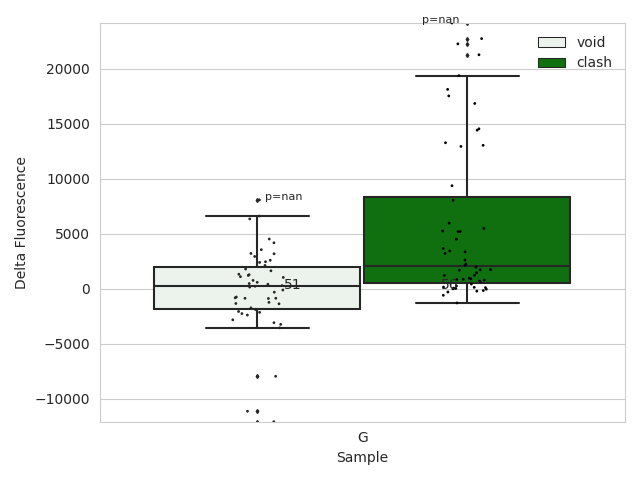 p=nan
void
clash
20000
15000
10000
5000
0
−5000
−10000
p=nan
51
G
Sample
Delta Fluorescence